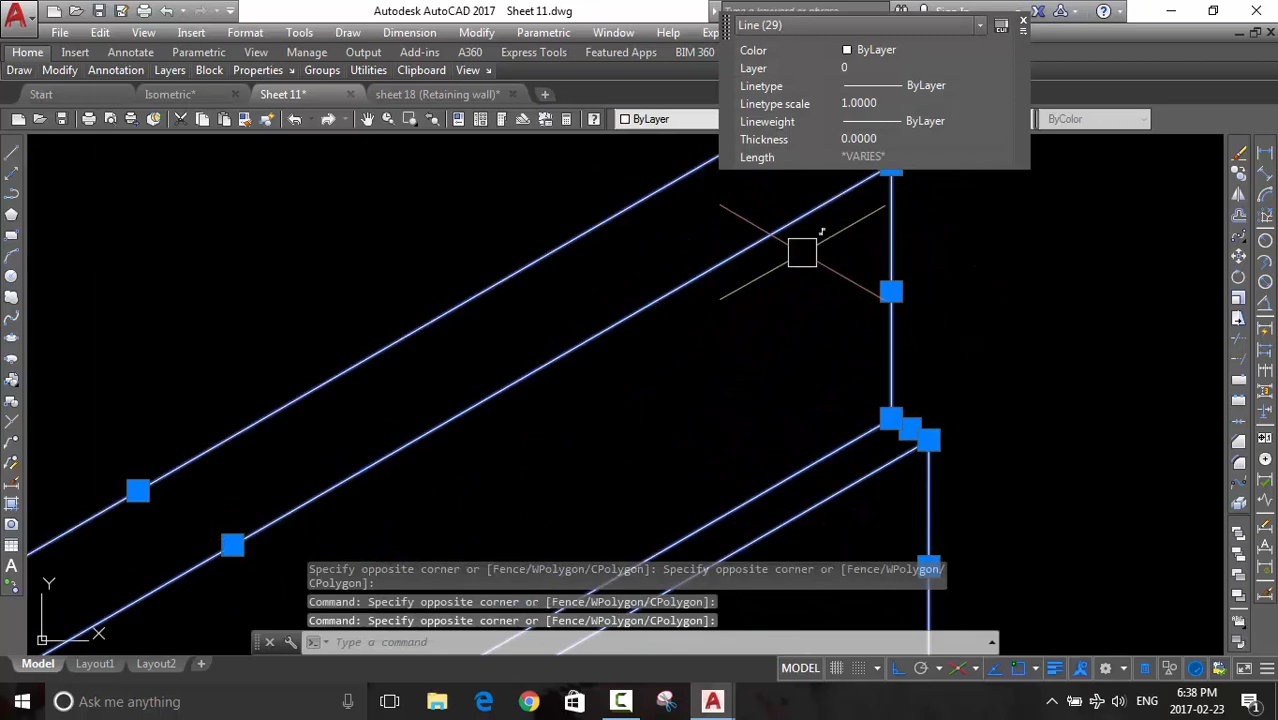 Autodesk AutoCAD 2017 Sheet 11.dwg
File Edit View Insert Format Tools Draw Dimension Modify Parametric Window Help
Home Insert Annotate Parametric View Manage Output Add-ins A360 Express Tools Featured Apps BIM 360
Draw Modify Annotation Layers Block Properties Groups Utilities Clipboard View
Start Isometric* Sheet 11* sheet 18 (Retaining wall)*
ByLayer
ByColor
Line (29)
CUI
Color ByLayer
Layer 0
Linetype ByLayer
Linetype scale 1.0000
Lineweight ByLayer
Thickness 0.0000
Length *VARIES*
Specify opposite corner or [Fence/WPolygon/CPolygon]: Specify opposite corner or [Fence/WPolygon/
CPolygon]:
Command: Specify opposite corner or [Fence/WPolygon/CPolygon]:
Command: Specify opposite corner or [Fence/WPolygon/CPolygon]:
Type a command
Y
X
Model Layout1 Layout2
MODEL
Ask me anything
ENG
6:38 PM
2017-02-23